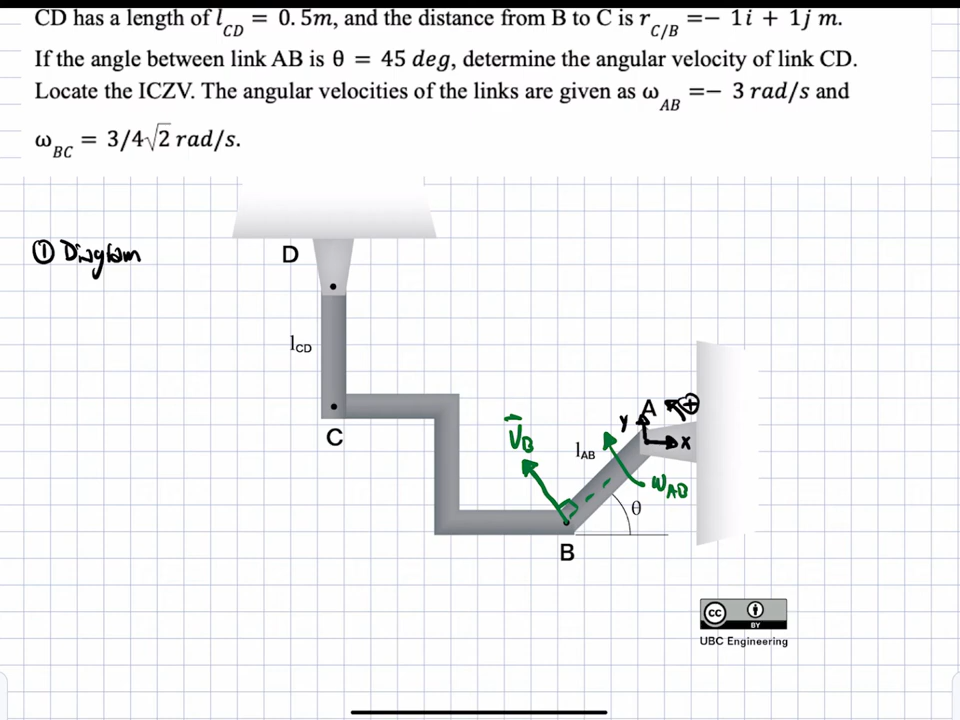 CD has a length of l_CD = 0.5m, and the distance from B to C is r_C/B =− 1i + 1j m.
If the angle between link AB is θ = 45 deg, determine the angular velocity of link CD.
Locate the ICZV. The angular velocities of the links are given as ω_AB =− 3 rad/s and
ω_BC = 3/4√2 rad/s.
① Diagram
D
l_CD
C
V_B
l_AB
y
A
+
x
ω_AB
θ
B
cc
BY
UBC Engineering